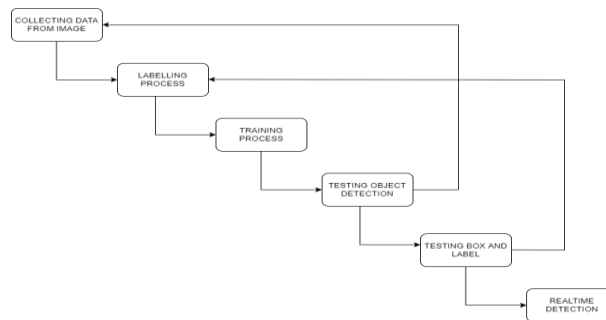 COLLECTING DATA
FROM IMAGE
LABELLING
PROCESS
TRAINING
PROCESS
TESTING OBJECT
DETECTION
TESTING BOX AND
LABEL
REALTIME
DETECTION